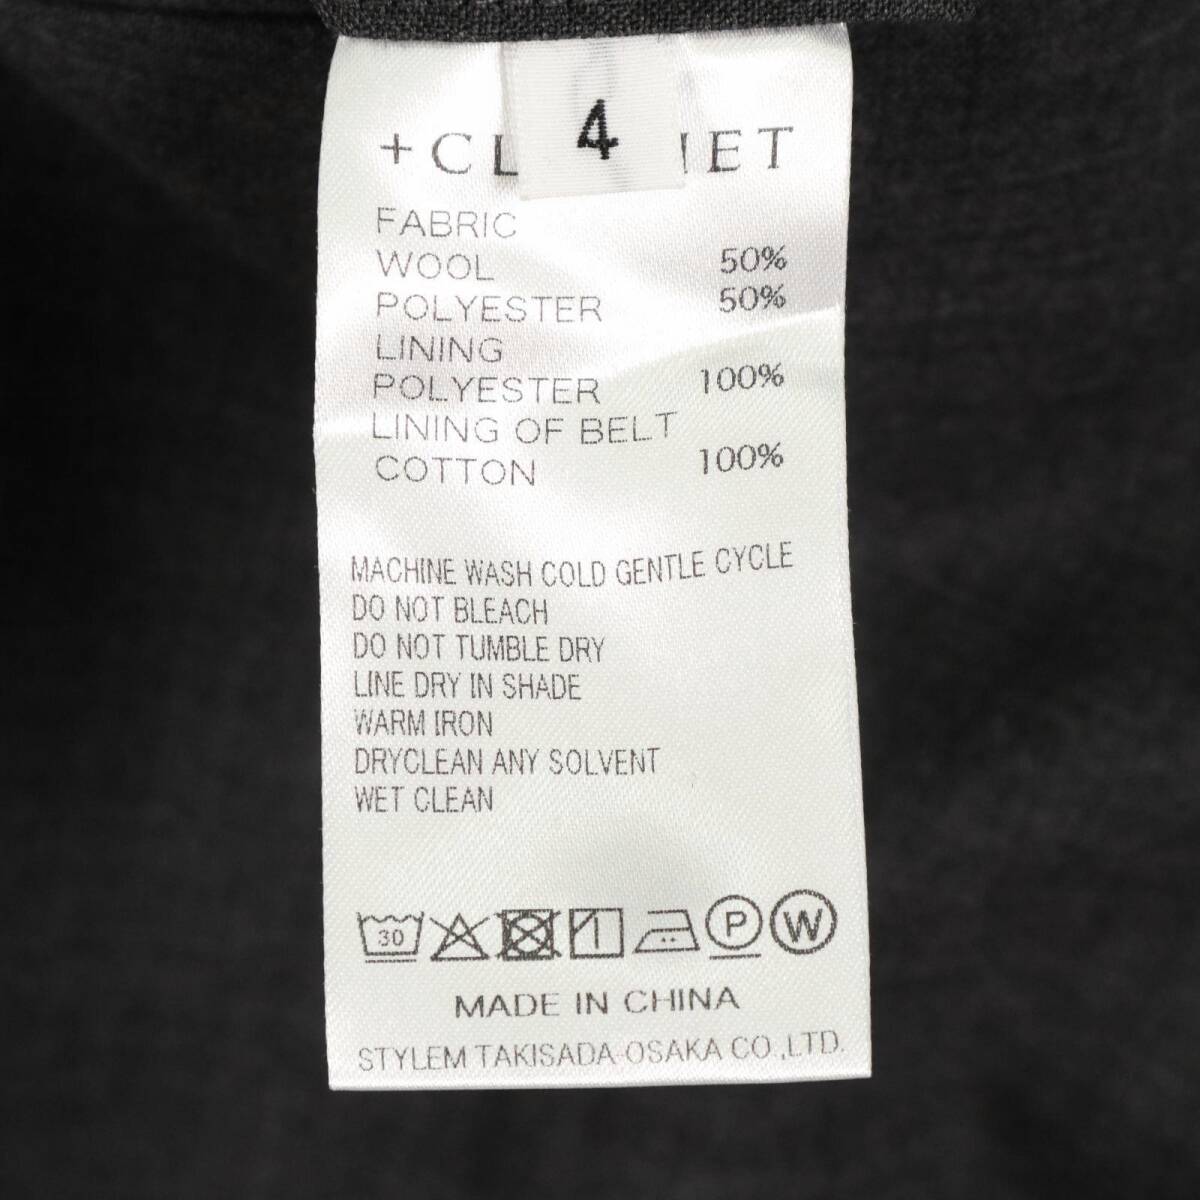 4
+CL IET
FABRIC
WOOL 50%
POLYESTER 50%
LINING
POLYESTER 100%
LINING OF BELT
COTTON 100%
MACHINE WASH COLD GENTLE CYCLE
DO NOT BLEACH
DO NOT TUMBLE DRY
LINE DRY IN SHADE
WARM IRON
DRYCLEAN ANY SOLVENT
WET CLEAN
30 P W
MADE IN CHINA
STYLEM TAKISADA-OSAKA CO.,LTD.